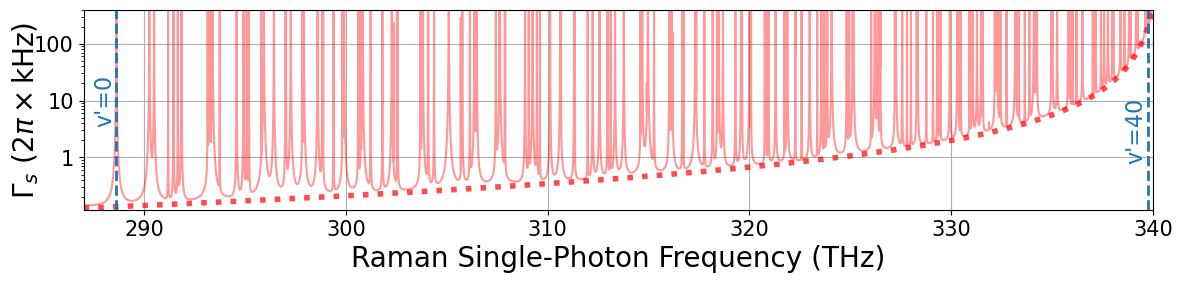 Γₛ (2π × kHz)
100
10
1
v'=0
v'=40
290 300 310 320 330 340
Raman Single-Photon Frequency (THz)